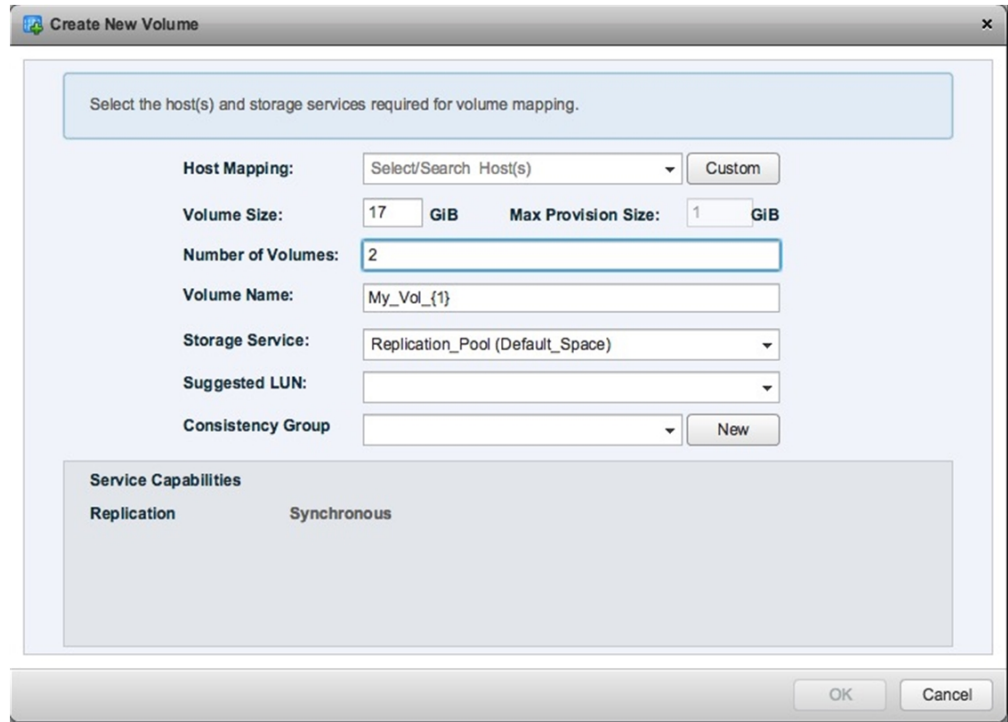 Create New Volume
×
Select the host(s) and storage services required for volume mapping.
Host Mapping: Select/Search Host(s) Custom
Volume Size: 17 GiB Max Provision Size: 1 GiB
Number of Volumes: 2
Volume Name: My_Vol_{1}
Storage Service: Replication_Pool (Default_Space)
Suggested LUN:
Consistency Group New
Service Capabilities
Replication Synchronous
OK Cancel